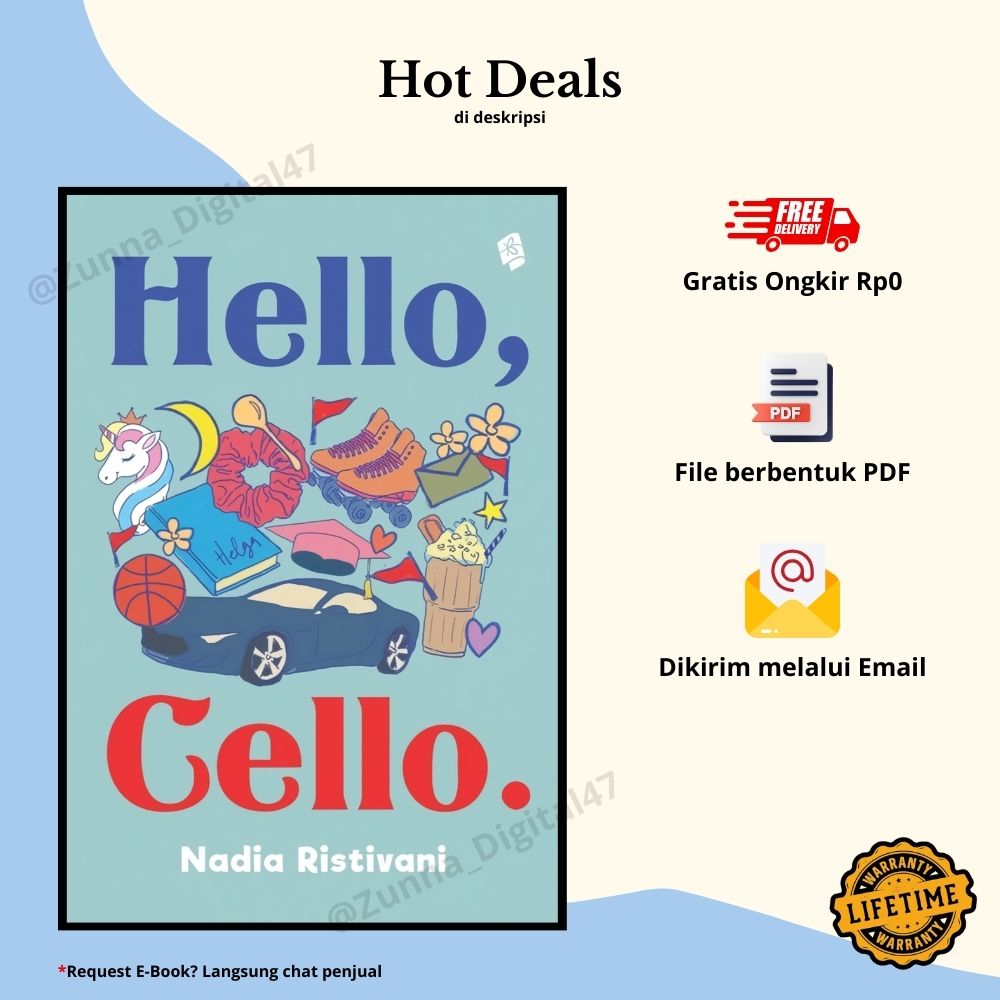 Hot Deals
di deskripsi
@Zunna_Digital47
Hello,
Helga
Cello.
Nadia Ristivani
@Zunna_Digital47
FREE
DELIVERY
Gratis Ongkir Rp0
PDF
File berbentuk PDF
@
Dikirim melalui Email
WARRANTY
LIFETIME
WARRANTY
*Request E-Book? Langsung chat penjual